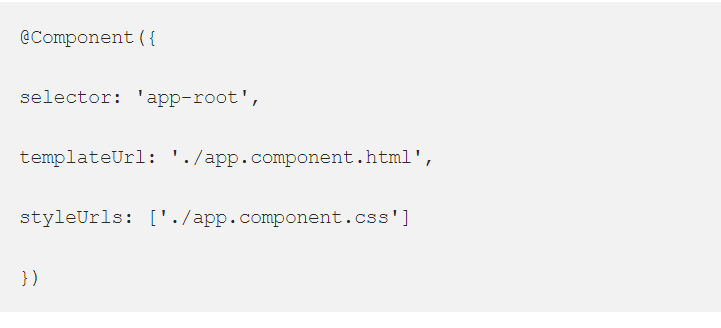 @Component({
selector: 'app-root',
templateUrl: './app.component.html',
styleUrls: ['./app.component.css']
})